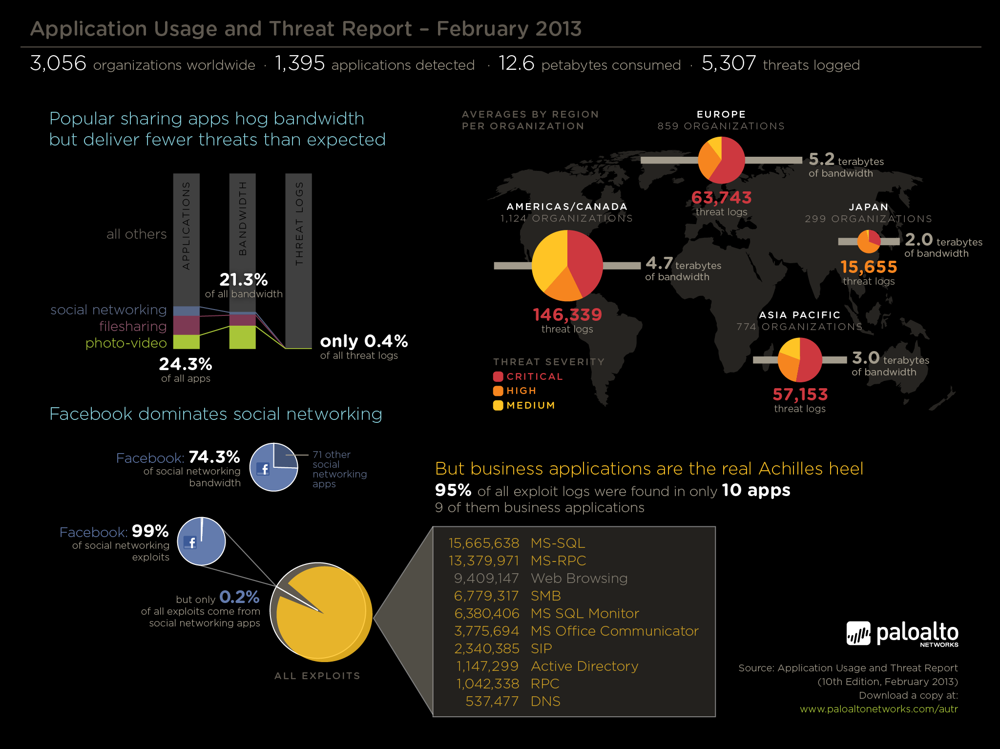 Application Usage and Threat Report – February 2013
3,056 organizations worldwide · 1,395 applications detected · 12.6 petabytes consumed · 5,307 threats logged
Popular sharing apps hog bandwidth
but deliver fewer threats than expected
APPLICATIONS
BANDWIDTH
THREAT LOGS
all others
21.3%
of all bandwidth
social networking
filesharing
photo-video
only 0.4%
of all threat logs
24.3%
of all apps
AVERAGES BY REGION
PER ORGANIZATION
EUROPE
859 ORGANIZATIONS
5.2 terabytes
of bandwidth
63,743
threat logs
AMERICAS/CANADA
1,124 ORGANIZATIONS
4.7 terabytes
of bandwidth
146,339
threat logs
JAPAN
299 ORGANIZATIONS
2.0 terabytes
of bandwidth
15,655
threat logs
ASIA PACIFIC
774 ORGANIZATIONS
3.0 terabytes
of bandwidth
57,153
threat logs
THREAT SEVERITY
CRITICAL
HIGH
MEDIUM
Facebook dominates social networking
Facebook: 74.3%
of social networking
bandwidth
f
71 other
social
networking
apps
Facebook: 99%
of social networking
exploits
f
but only 0.2%
of all exploits come from
social networking apps
ALL EXPLOITS
But business applications are the real Achilles heel
95% of all exploit logs were found in only 10 apps
9 of them business applications
15,665,638 MS-SQL
13,379,971 MS-RPC
9,409,147 Web Browsing
6,779,317 SMB
6,380,406 MS SQL Monitor
3,775,694 MS Office Communicator
2,340,385 SIP
1,147,299 Active Directory
1,042,338 RPC
537,477 DNS
paloalto
NETWORKS
Source: Application Usage and Threat Report
(10th Edition, February 2013)
Download a copy at:
www.paloaltonetworks.com/autr